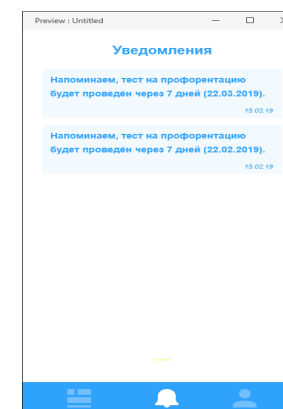 Preview : Untitled
Уведомления
Напоминаем, тест на профорентацию
будет проведён через 7 дней (22.03.2019).
15.03.19
Напоминаем, тест на профорентацию
будет проведён через 7 дней (22.02.2019).
15.02.19